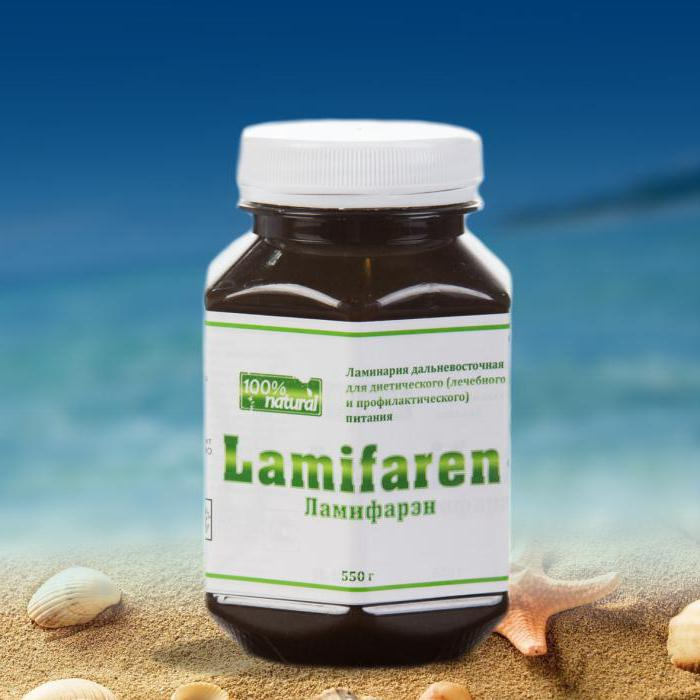 100%
natural
Ламинария дальневосточная
для диетического (лечебного
и профилактического)
питания
Lamifaren
Ламифарэн
550 г